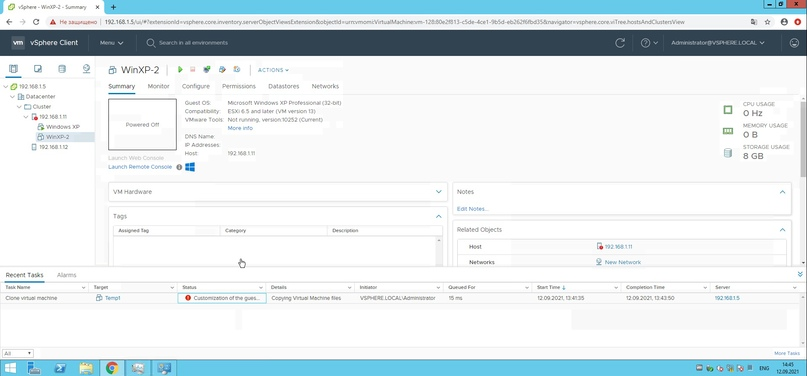 vSphere - WinXP-2 - Summary
Не защищено
192.168.1.5/ui/#?extensionId=vsphere.core.inventory.serverObjectViewsExtension&objectId=urn:vmomi:VirtualMachine:vm-128:80e2f813-c5de-4ce1-9b5d-eb2626f8bd35&navigator=vsphere.core.viTree.hostsAndClustersView
vm vSphere Client Menu Search in all environments Administrator@VSPHERE.LOCAL
192.168.1.5
Datacenter
Cluster
192.168.1.11
Windows XP
WinXP-2
192.168.1.12
WinXP-2 ACTIONS
Summary Monitor Configure Permissions Datastores Networks
Powered Off
Launch Web Console
Launch Remote Console
Guest OS: Microsoft Windows XP Professional (32-bit)
Compatibility: ESXi 6.5 and later (VM version 13)
VMware Tools: Not running, version:10252 (Current)
More info
DNS Name:
IP Addresses:
Host: 192.168.1.11
CPU USAGE
0 Hz
MEMORY USAGE
0 B
STORAGE USAGE
8 GB
VM Hardware
Notes
Edit Notes...
Tags
Assigned Tag Category Description
Related Objects
Host 192.168.1.11
Networks New Network
Recent Tasks Alarms
Task Name Target Status Details Initiator Queued For Start Time Completion Time Server
Clone virtual machine Temp1 Customization of the gues... Copying Virtual Machine files VSPHERE.LOCAL\Administrator 15 ms 12.09.2021, 13:41:35 12.09.2021, 13:43:50 192.168.1.5
All More Tasks
ENG 14:45
12.09.2021